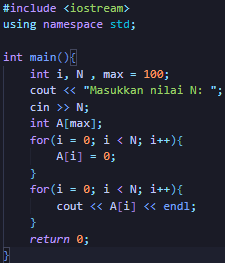 #include <iostream>
using namespace std;
int main(){
int i, N , max = 100;
cout << "Masukkan nilai N: ";
cin >> N;
int A[max];
for(i = 0; i < N; i++){
A[i] = 0;
}
for(i = 0; i < N; i++){
cout << A[i] << endl;
}
return 0;
}